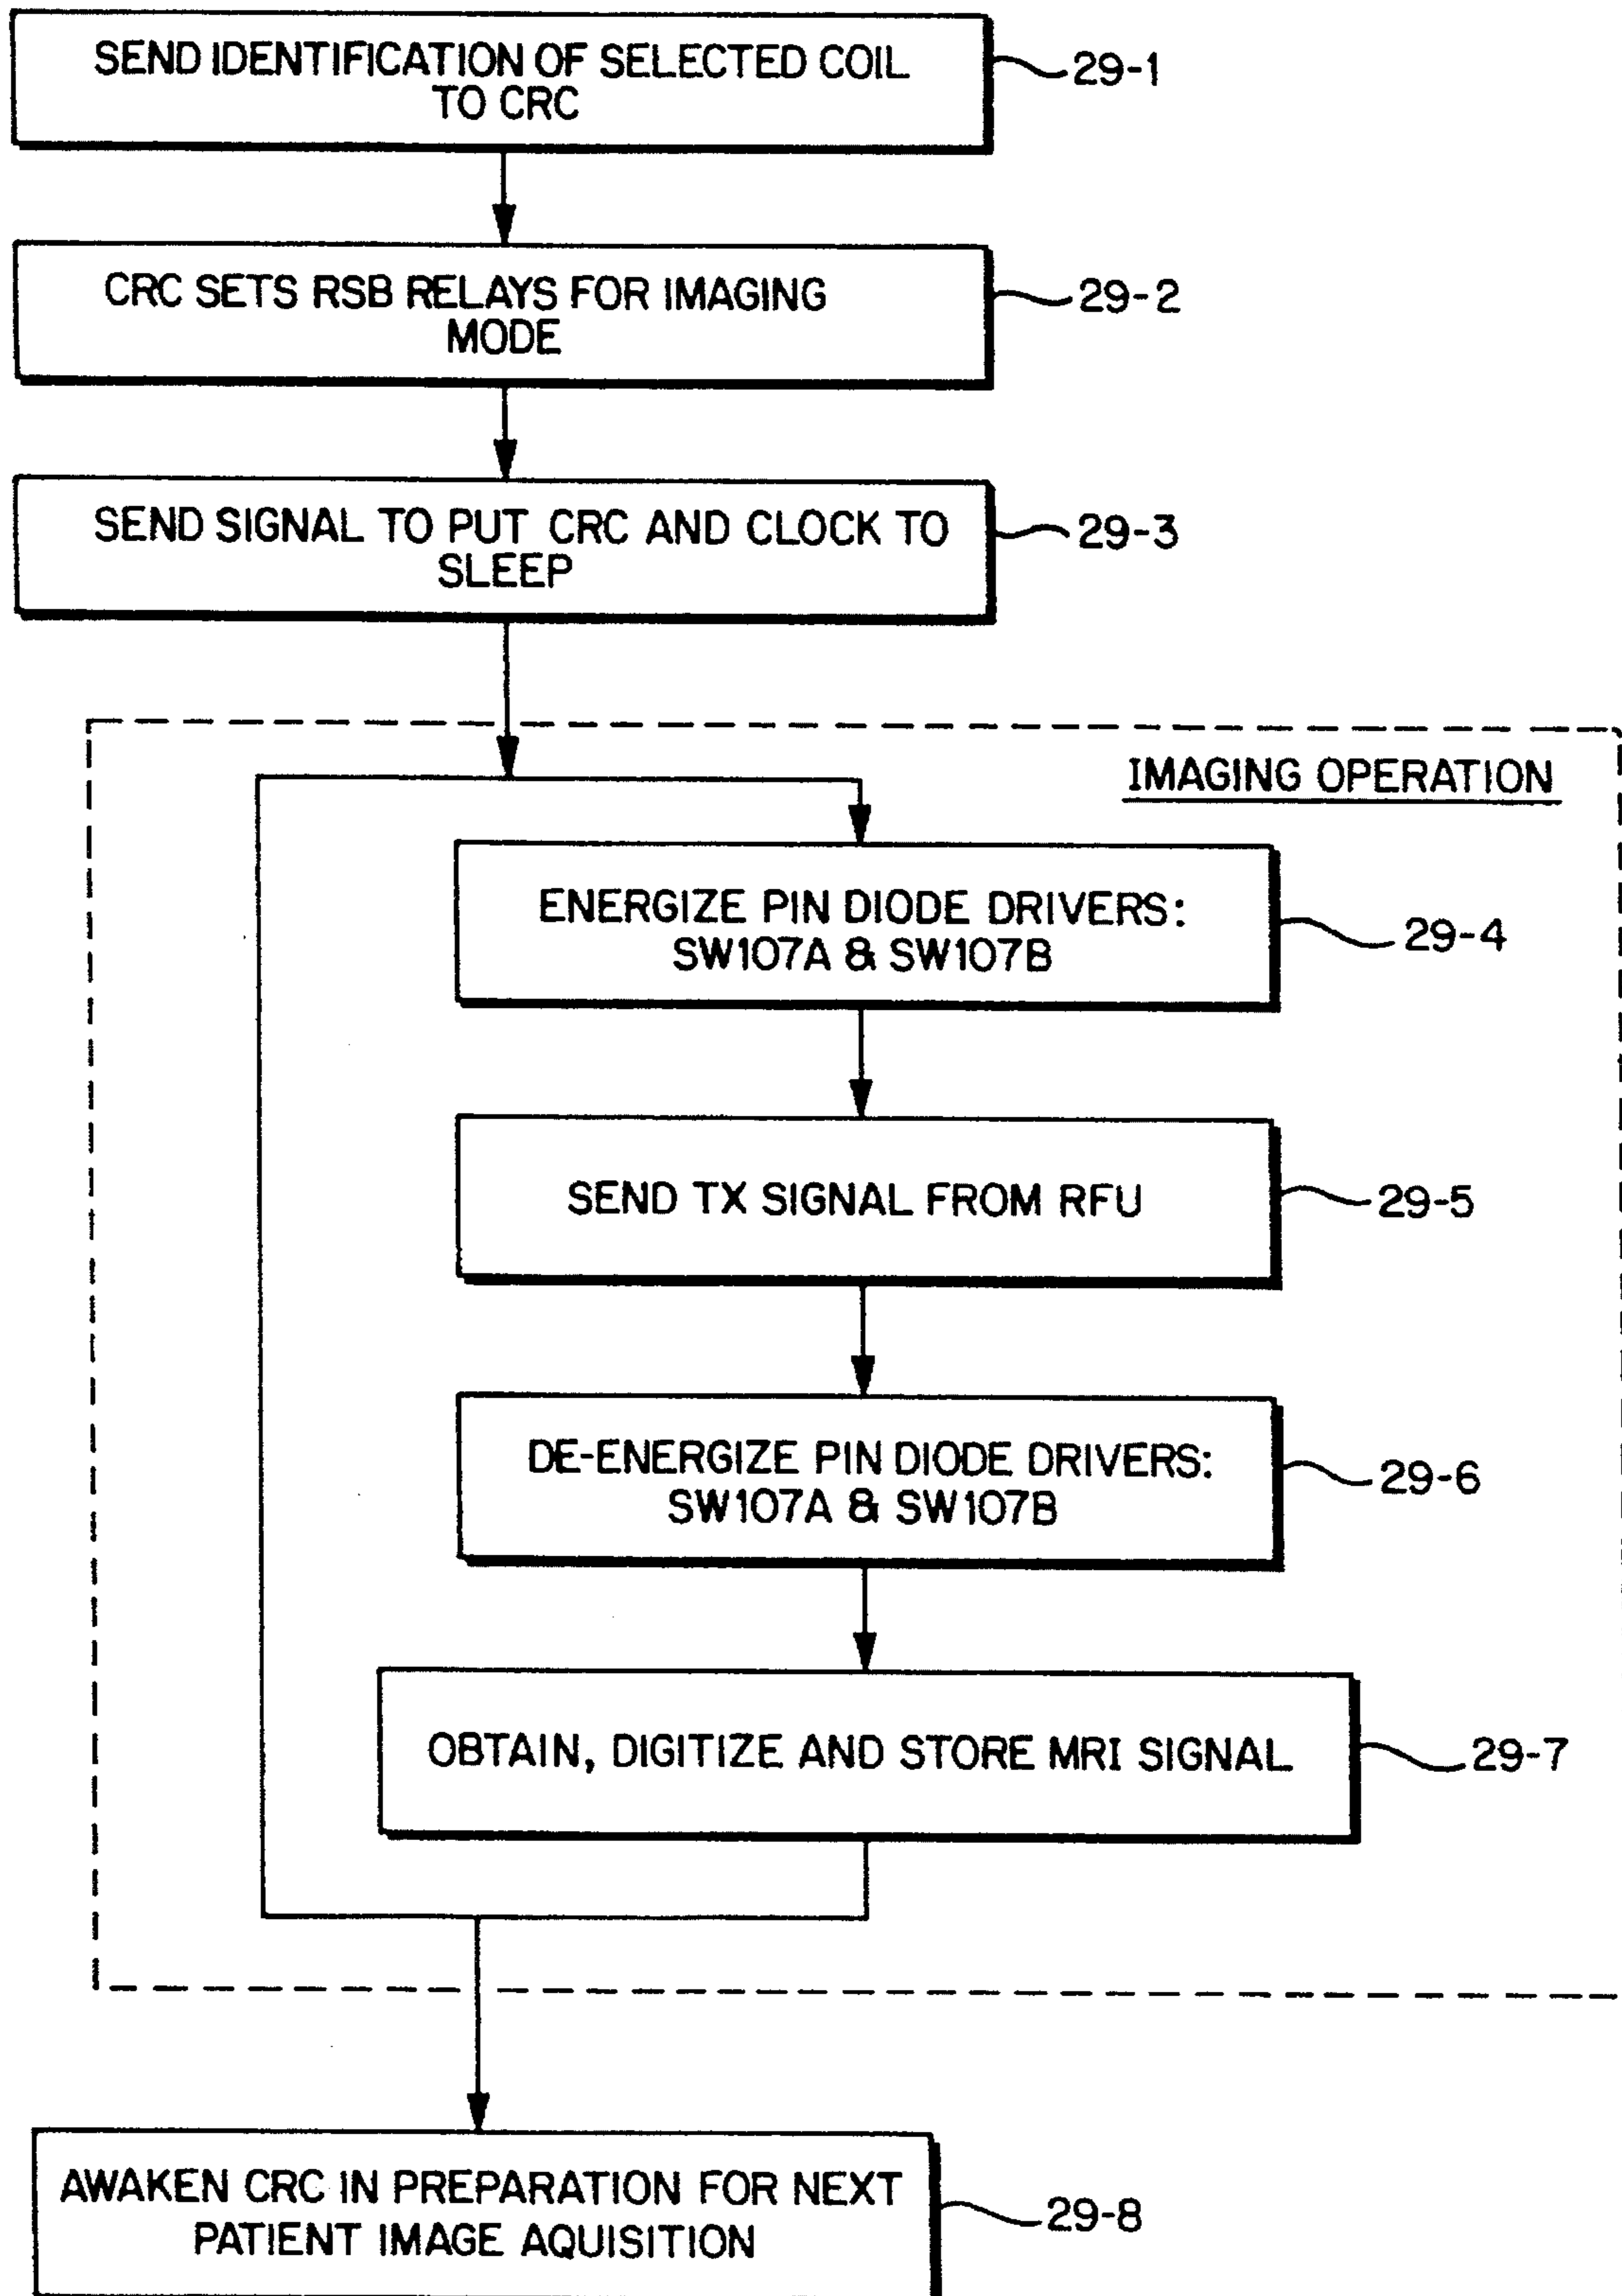 SEND IDENTIFICATION OF SELECTED COIL
TO CRC
29-1
CRC SETS RSB RELAYS FOR IMAGING
MODE
29-2
SEND SIGNAL TO PUT CRC AND CLOCK TO
SLEEP
29-3
IMAGING OPERATION
ENERGIZE PIN DIODE DRIVERS:
SW107A & SW107B
29-4
SEND TX SIGNAL FROM RFU
29-5
DE-ENERGIZE PIN DIODE DRIVERS:
SW107A & SW107B
29-6
OBTAIN, DIGITIZE AND STORE MRI SIGNAL
29-7
AWAKEN CRC IN PREPARATION FOR NEXT
PATIENT IMAGE AQUISITION
29-8